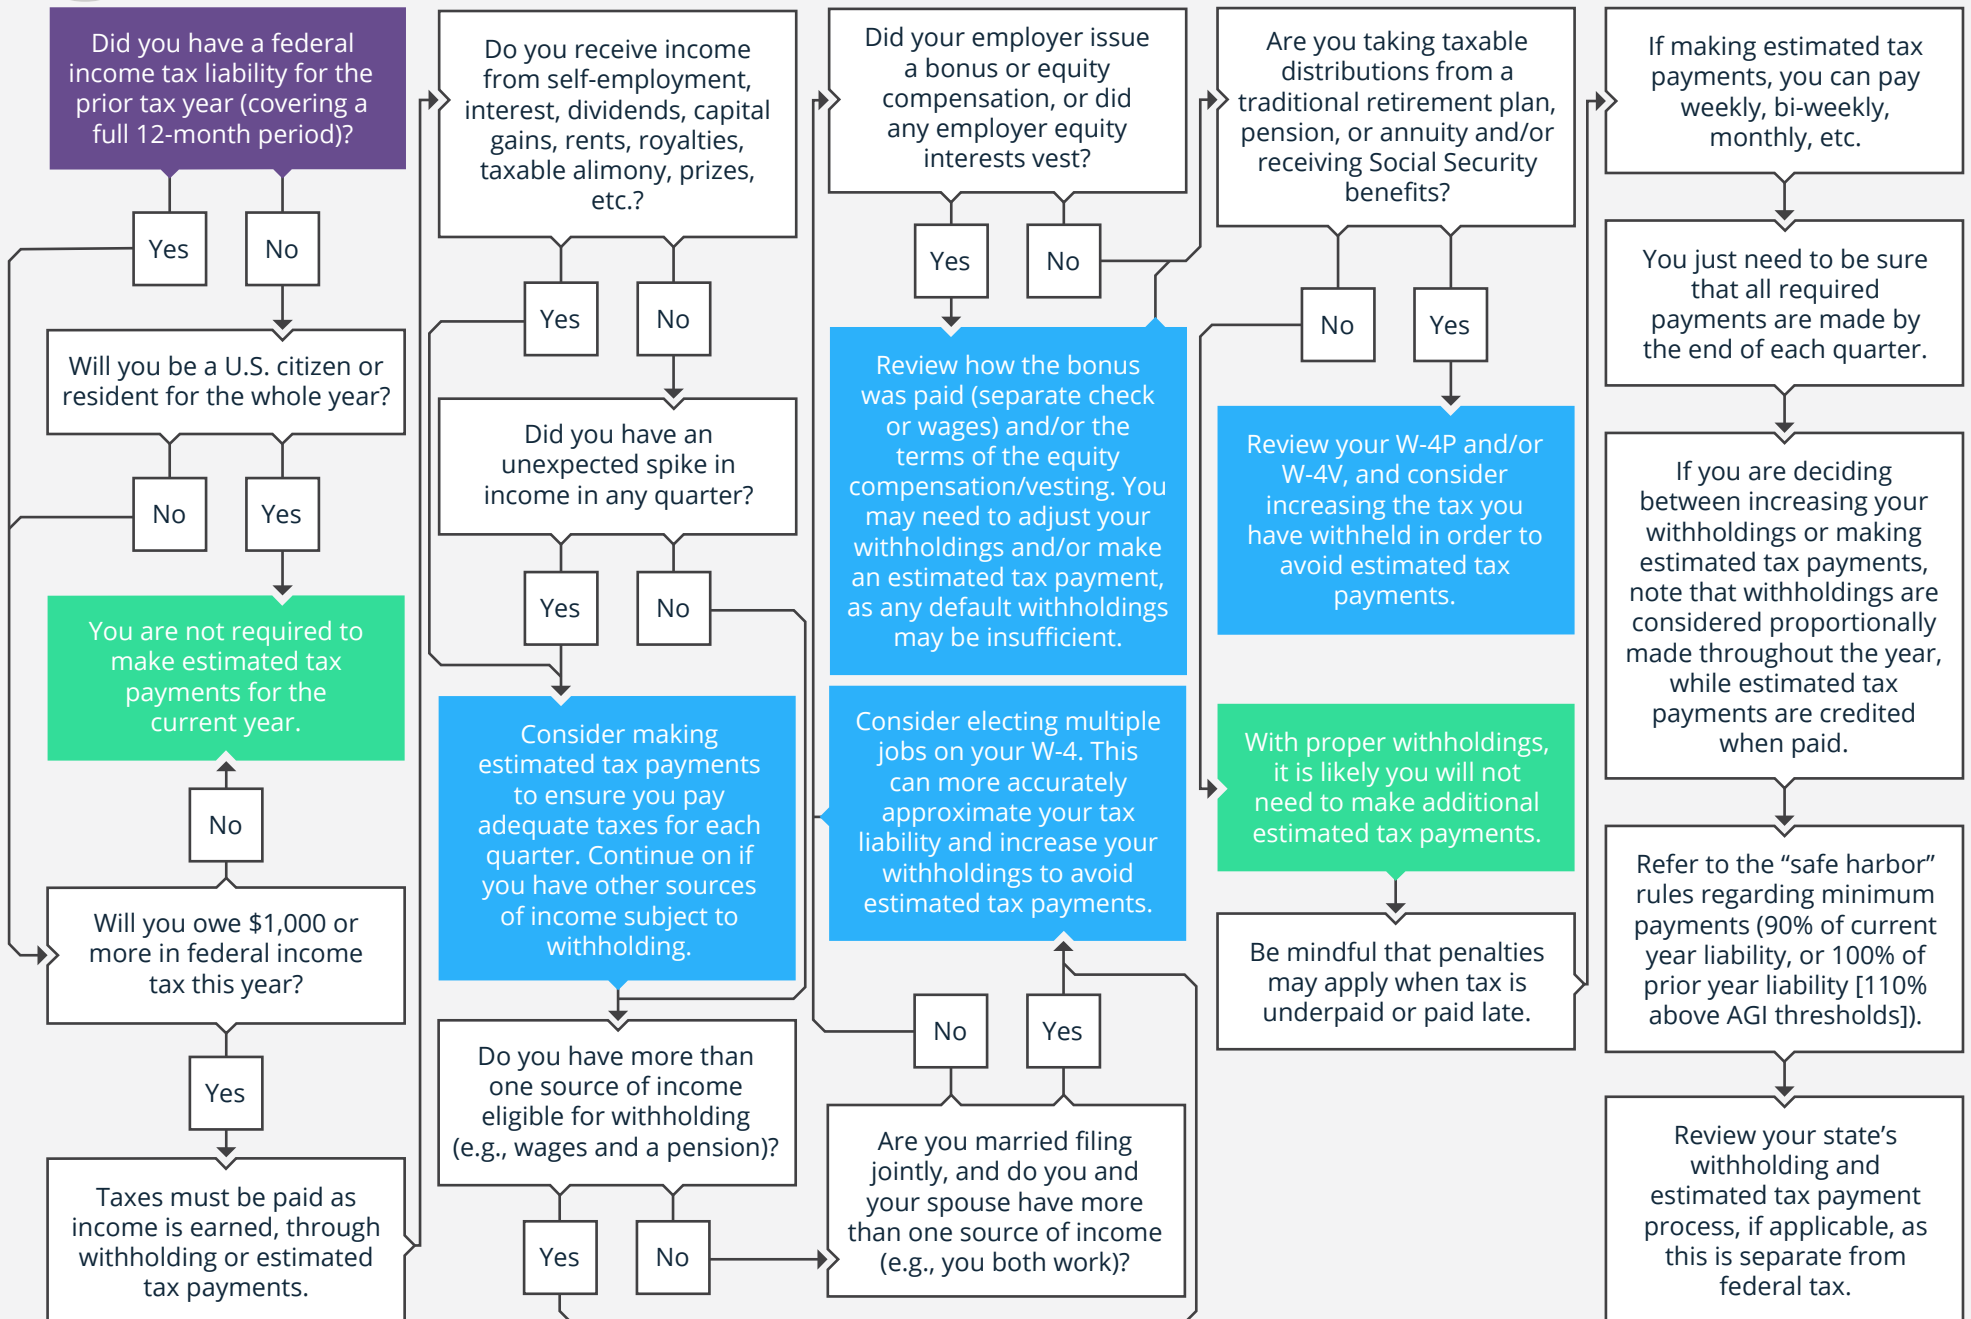 Did you have a federal
income tax liability for the
prior tax year (covering a
full 12-month period)?
Yes
No
Will you be a U.S. citizen or
resident for the whole year?
No
Yes
You are not required to
make estimated tax
payments for the
current year.
No
Will you owe $1,000 or
more in federal income
tax this year?
Yes
Taxes must be paid as
income is earned, through
withholding or estimated
tax payments.
Do you receive income
from self-employment,
interest, dividends, capital
gains, rents, royalties,
taxable alimony, prizes,
etc.?
Yes
No
Did you have an
unexpected spike in
income in any quarter?
Yes
No
Consider making
estimated tax payments
to ensure you pay
adequate taxes for each
quarter. Continue on if
you have other sources
of income subject to
withholding.
Do you have more than
one source of income
eligible for withholding
(e.g., wages and a pension)?
Yes
No
Did your employer issue
a bonus or equity
compensation, or did
any employer equity
interests vest?
Yes
No
Review how the bonus
was paid (separate check
or wages) and/or the
terms of the equity
compensation/vesting. You
may need to adjust your
withholdings and/or make
an estimated tax payment,
as any default withholdings
may be insufficient.
Consider electing multiple
jobs on your W-4. This
can more accurately
approximate your tax
liability and increase your
withholdings to avoid
estimated tax payments.
No
Yes
Are you married filing
jointly, and do you and
your spouse have more
than one source of income
(e.g., you both work)?
Are you taking taxable
distributions from a
traditional retirement plan,
pension, or annuity and/or
receiving Social Security
benefits?
No
Yes
Review your W-4P and/or
W-4V, and consider
increasing the tax you
have withheld in order to
avoid estimated tax
payments.
With proper withholdings,
it is likely you will not
need to make additional
estimated tax payments.
Be mindful that penalties
may apply when tax is
underpaid or paid late.
If making estimated tax
payments, you can pay
weekly, bi-weekly,
monthly, etc.
You just need to be sure
that all required
payments are made by
the end of each quarter.
If you are deciding
between increasing your
withholdings or making
estimated tax payments,
note that withholdings are
considered proportionally
made throughout the year,
while estimated tax
payments are credited
when paid.
Refer to the “safe harbor”
rules regarding minimum
payments (90% of current
year liability, or 100% of
prior year liability [110%
above AGI thresholds]).
Review your state’s
withholding and
estimated tax payment
process, if applicable, as
this is separate from
federal tax.